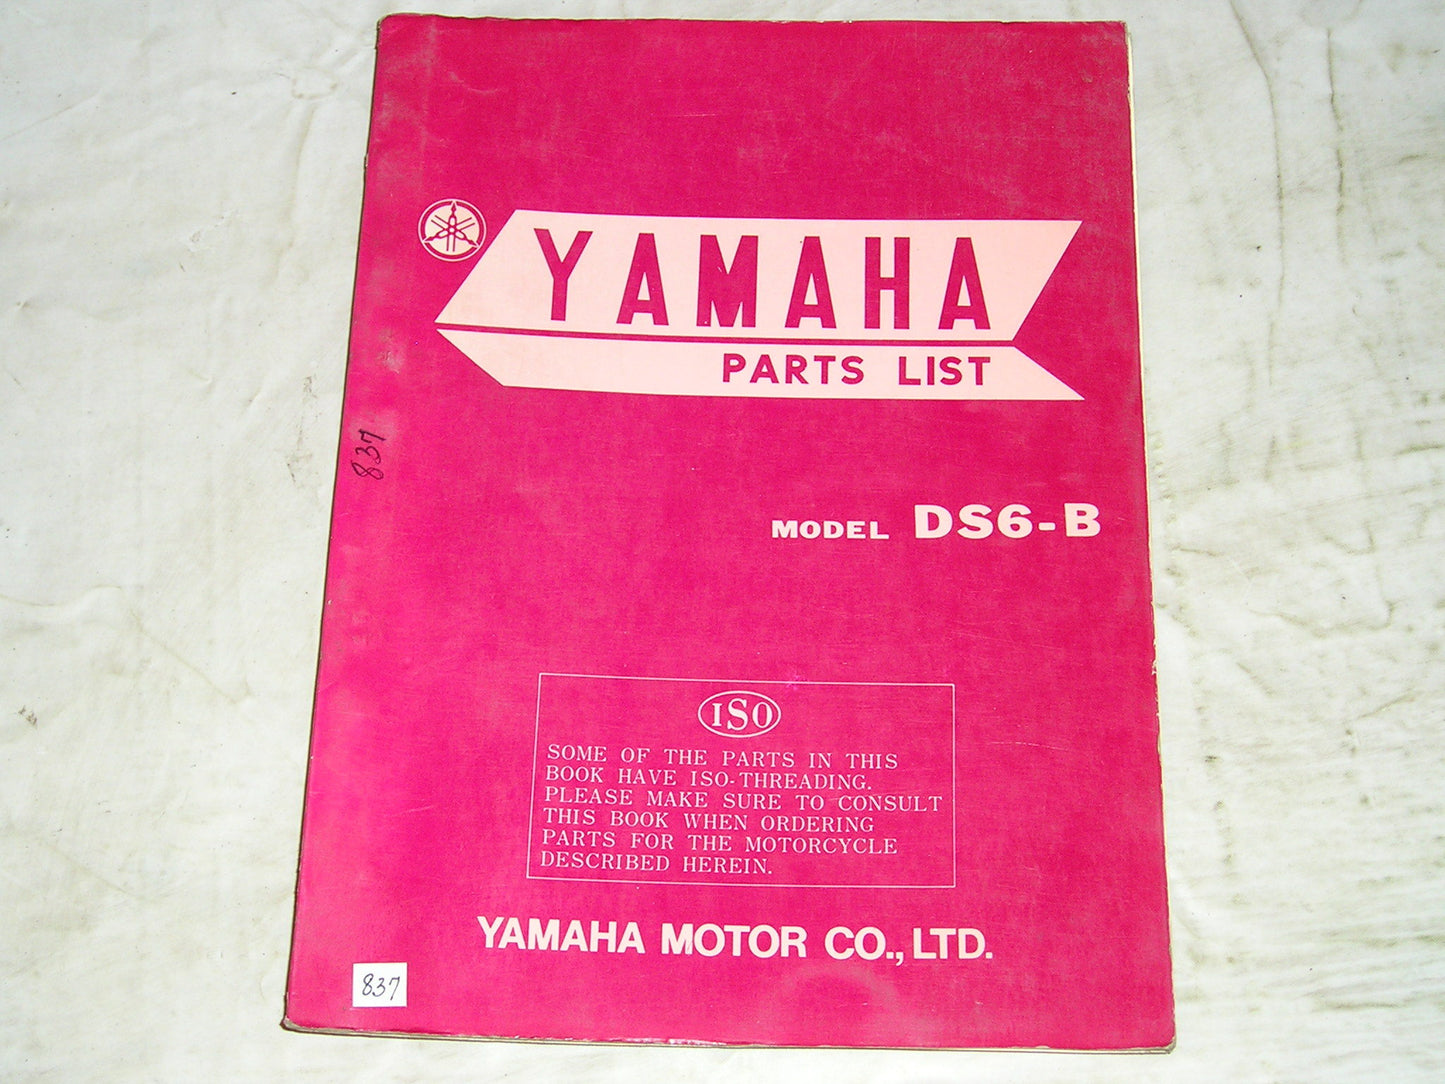 YAMAHA
PARTS LIST
837
MODEL DS6-B
ISO
SOME OF THE PARTS IN THIS
BOOK HAVE ISO-THREADING.
PLEASE MAKE SURE TO CONSULT
THIS BOOK WHEN ORDERING
PARTS FOR THE MOTORCYCLE
DESCRIBED HEREIN.
YAMAHA MOTOR CO., LTD.
837